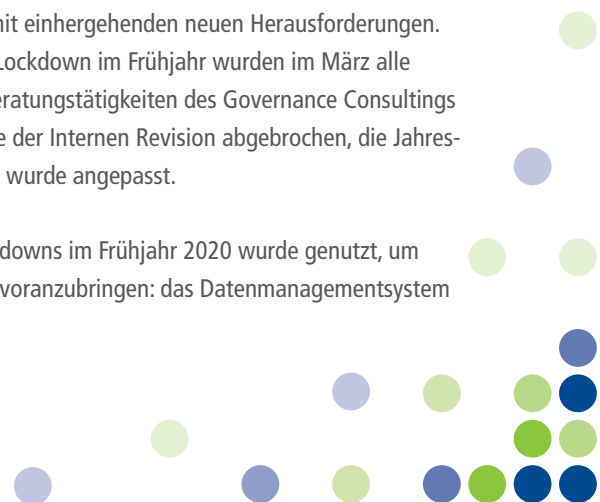 mit einhergehenden neuen Herausforderungen.
Lockdown im Frühjahr wurden im März alle
eratungstätigkeiten des Governance Consultings
e der Internen Revision abgebrochen, die Jahres-
wurde angepasst.
kdowns im Frühjahr 2020 wurde genutzt, um
voranzubringen: das Datenmanagementsystem